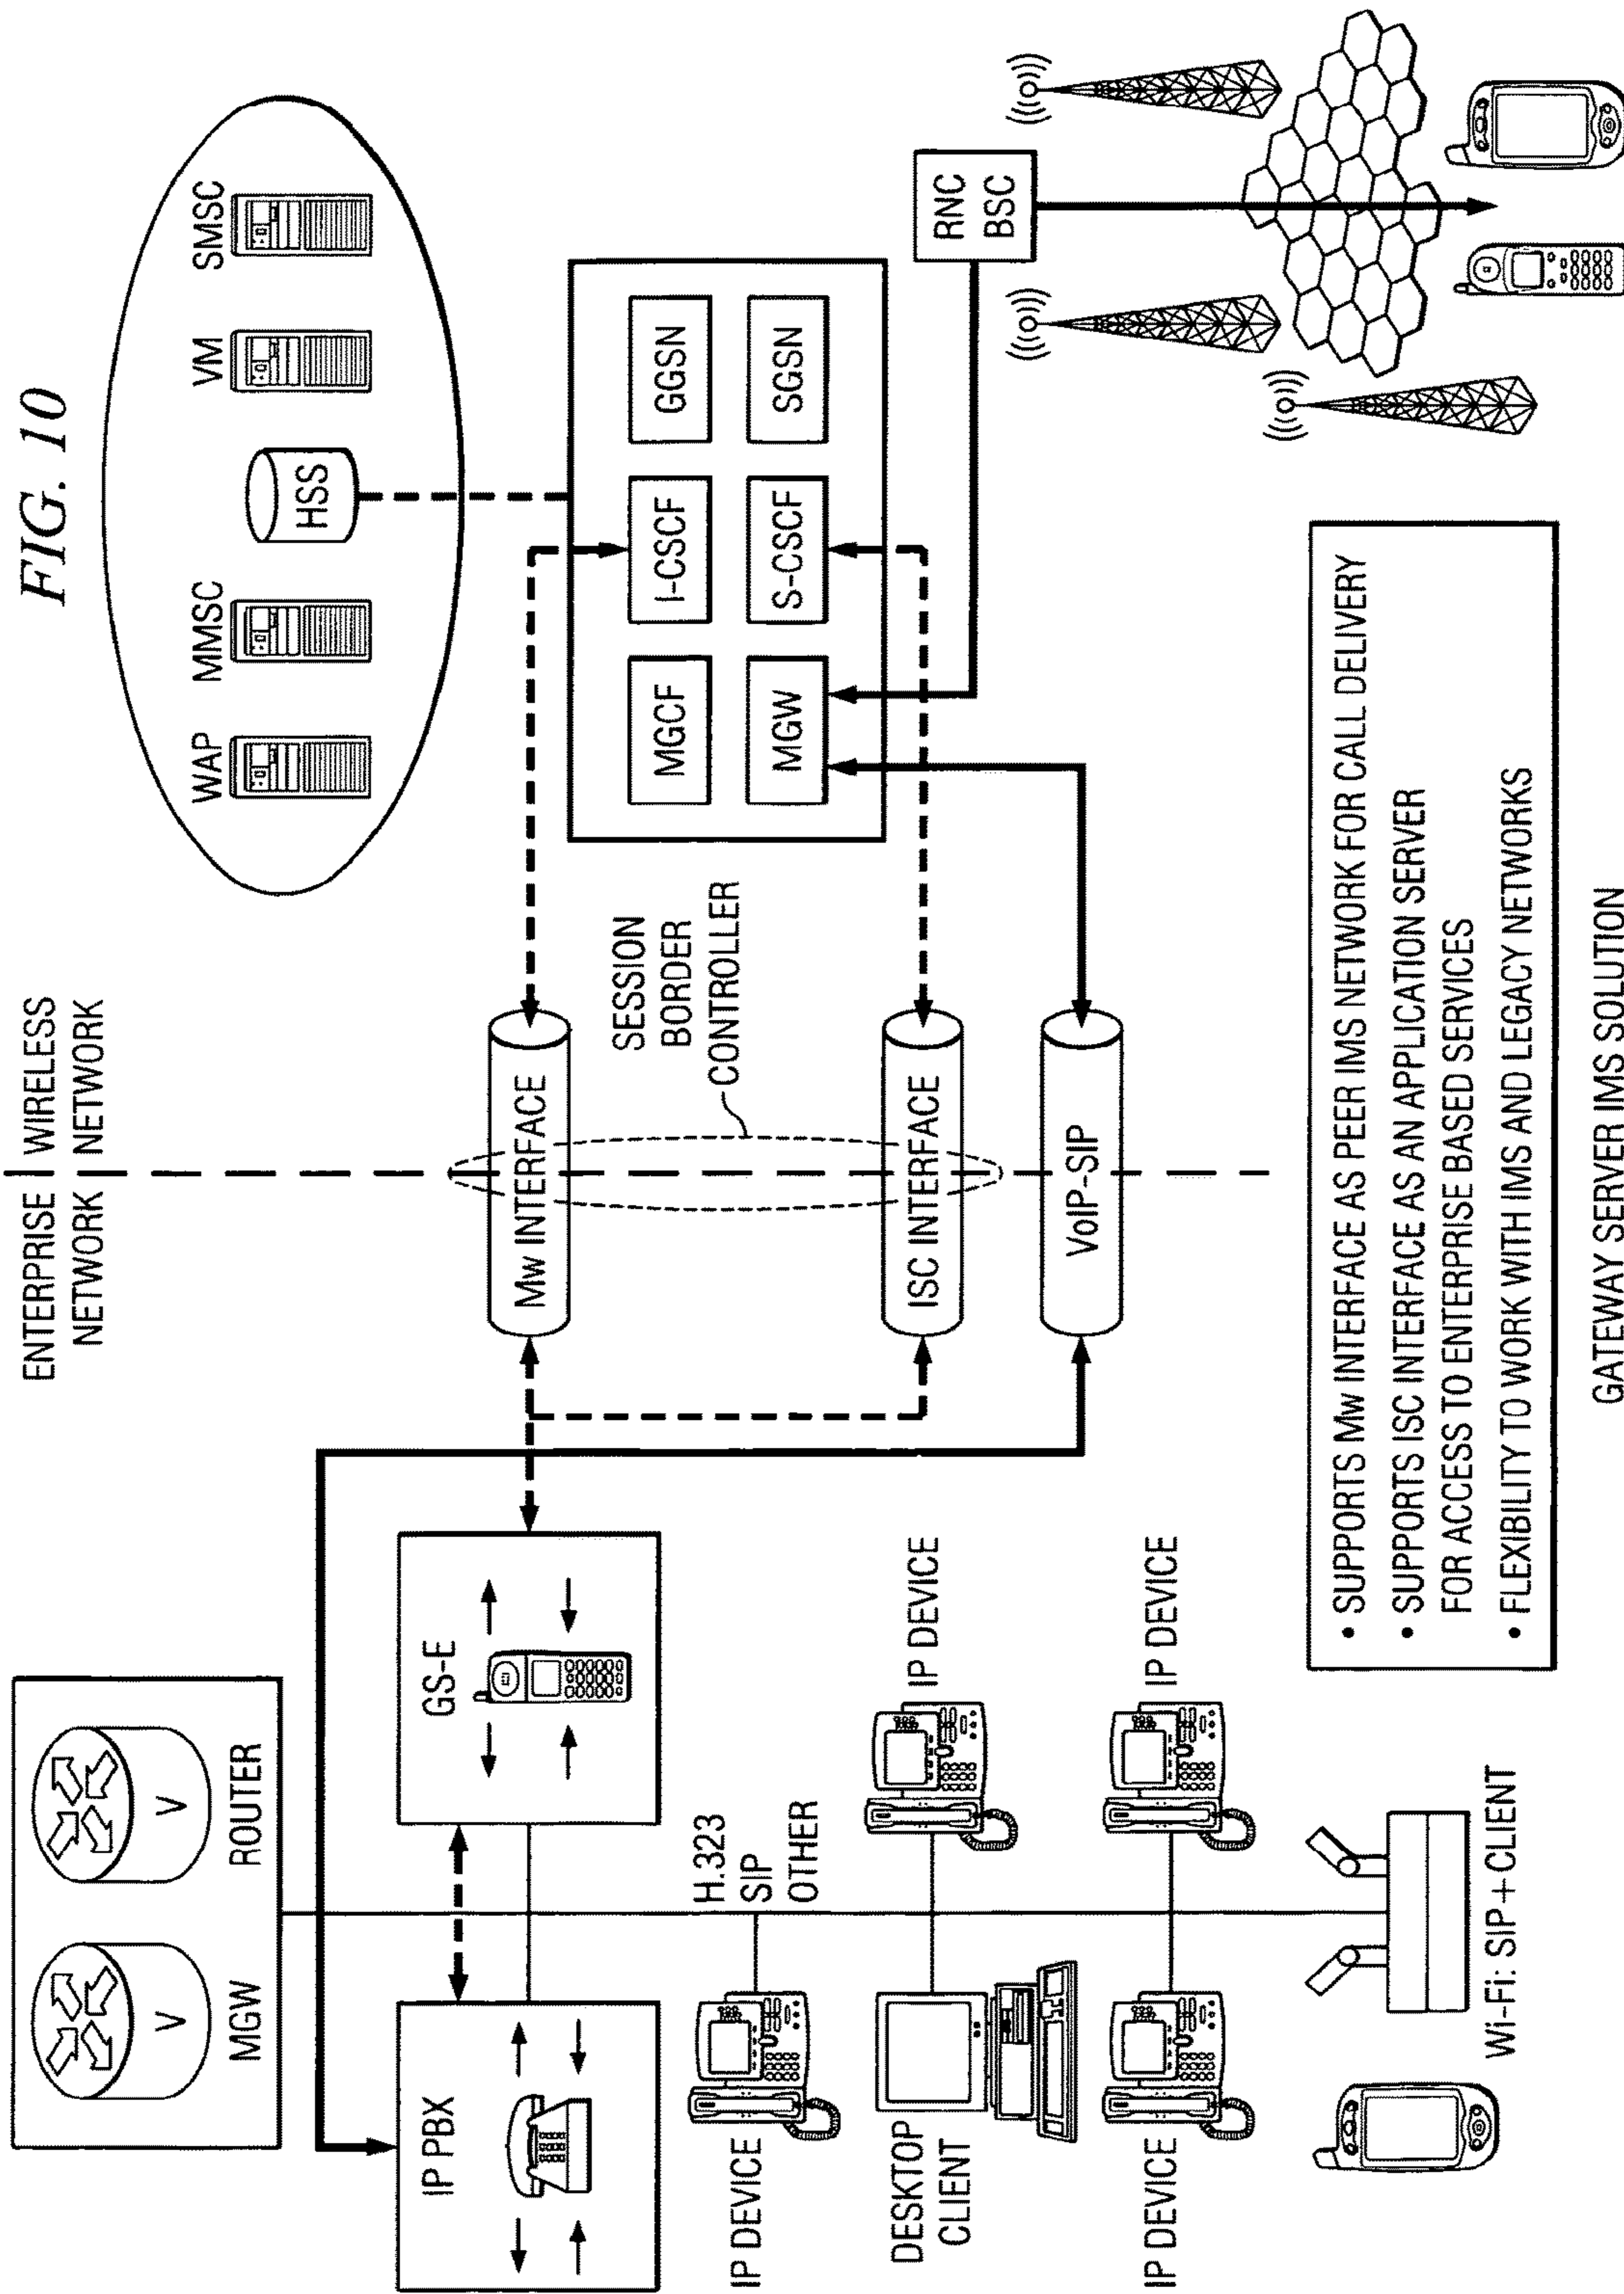 FIG. 10
ENTERPRISE
NETWORK
WIRELESS
NETWORK
WAP
MMSC
HSS
VM
SMSC
MGW
V
ROUTER
V
IP PBX
GS-E
Mw INTERFACE
SESSION
BORDER
CONTROLLER
ISC INTERFACE
VoIP-SIP
MGCF
I-CSCF
GGSN
MGW
S-CSCF
SGSN
RNC
BSC
H.323
SIP
OTHER
IP DEVICE
DESKTOP
CLIENT
IP DEVICE
IP DEVICE
IP DEVICE
Wi-Fi: SIP + CLIENT
• SUPPORTS Mw INTERFACE AS PEER IMS NETWORK FOR CALL DELIVERY
• SUPPORTS ISC INTERFACE AS AN APPLICATION SERVER
FOR ACCESS TO ENTERPRISE BASED SERVICES
• FLEXIBILITY TO WORK WITH IMS AND LEGACY NETWORKS
GATEWAY SERVER IMS SOLUTION